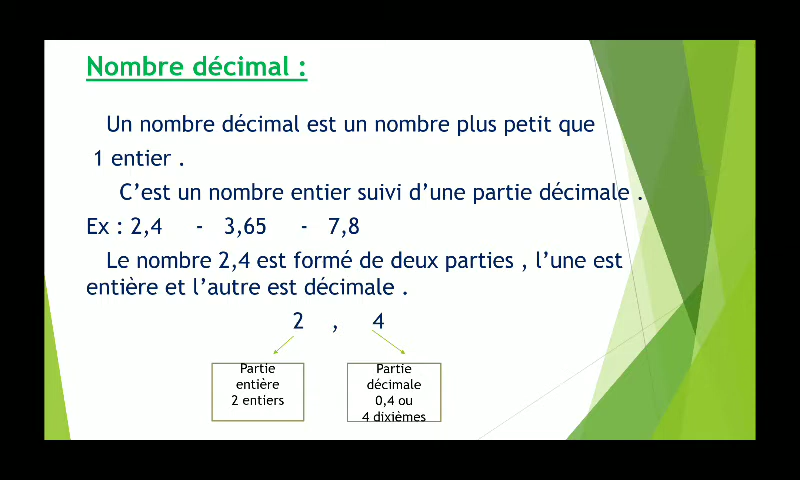 Nombre décimal :
Un nombre décimal est un nombre plus petit que
1 entier .
C’est un nombre entier suivi d’une partie décimale .
Ex : 2,4 - 3,65 - 7,8
Le nombre 2,4 est formé de deux parties , l’une est
entière et l’autre est décimale .
2 , 4
Partie
entière
2 entiers
Partie
décimale
0,4 ou
4 dixièmes